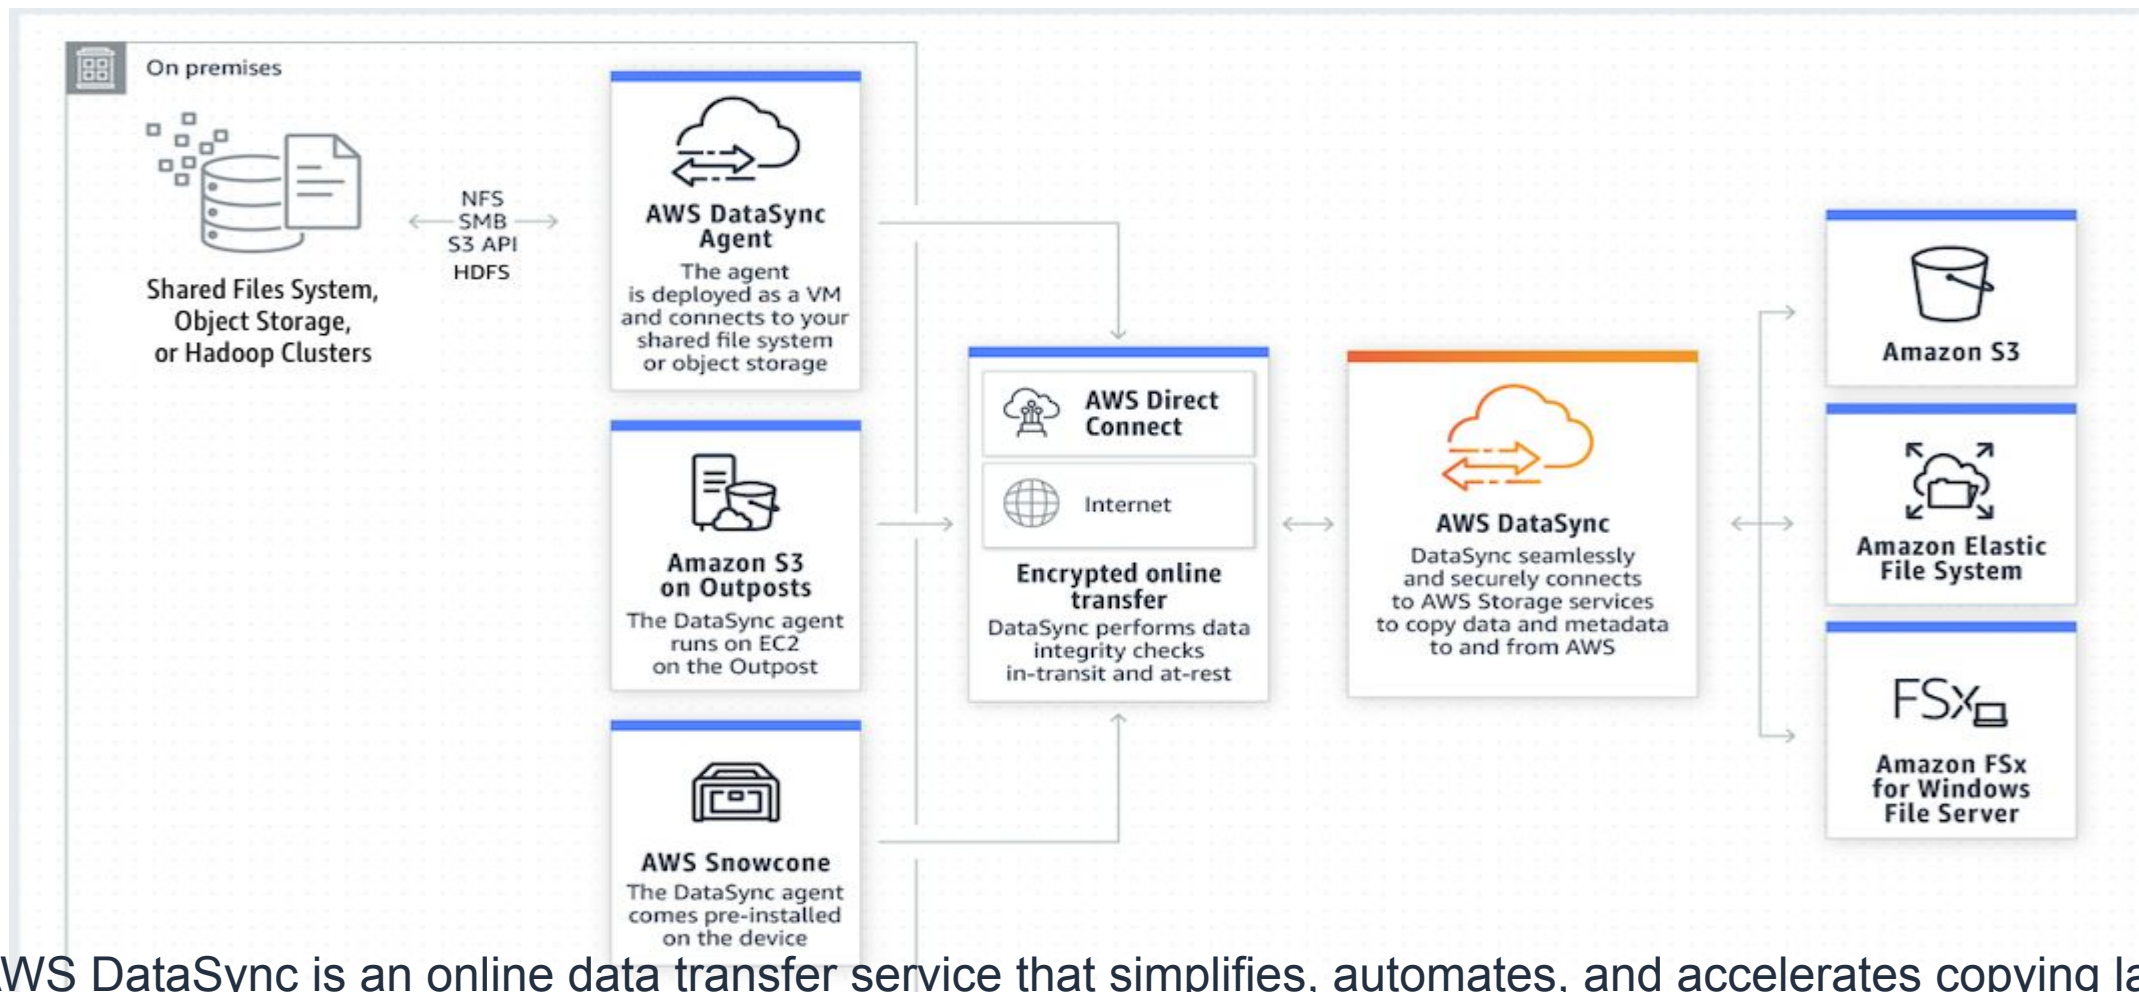 On premises
Shared Files System,
Object Storage,
or Hadoop Clusters
NFS
SMB
S3 API
HDFS
AWS DataSync
Agent
The agent
is deployed as a VM
and connects to your
shared file system
or object storage
Amazon S3
on Outposts
The DataSync agent
runs on EC2
on the Outpost
AWS Snowcone
The DataSync agent
comes pre-installed
on the device
AWS Direct
Connect
Internet
Encrypted online
transfer
DataSync performs data
integrity checks
in-transit and at-rest
AWS DataSync
DataSync seamlessly
and securely connects
to AWS Storage services
to copy data and metadata
to and from AWS
Amazon S3
Amazon Elastic
File System
FSx
Amazon FSx
for Windows
File Server
WS DataSync is an online data transfer service that simplifies, automates, and accelerates copying la